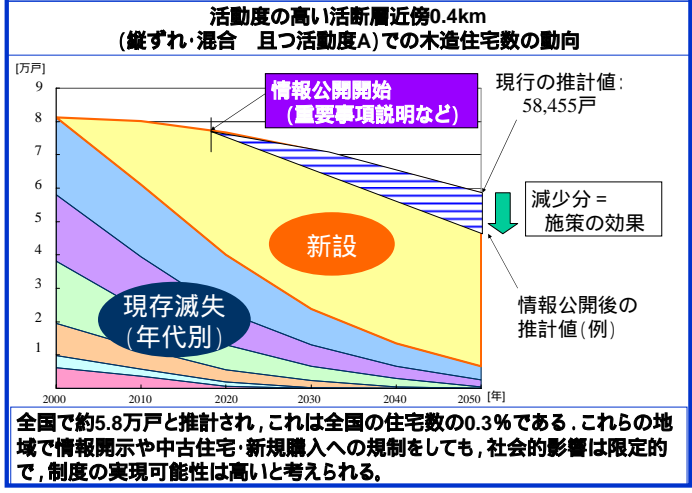 活動度の高い活断層近傍0.4km
(縦ずれ･混合　且つ活動度A)での木造住宅数の動向
[万戸]
9
8
7
6
5
4
3
2
1
情報公開開始
(重要事項説明など)
現行の推計値:
58,455戸
減少分 =
施策の効果
新設
現存滅失
(年代別)
情報公開後の
推計値(例)
2000
2010
2020
2030
2040
2050
[年]
全国で約5.8万戸と推計され,これは全国の住宅数の0.3%である.これらの地
域で情報開示や中古住宅･新規購入への規制をしても,社会的影響は限定的
で,制度の実現可能性は高いと考えられる｡